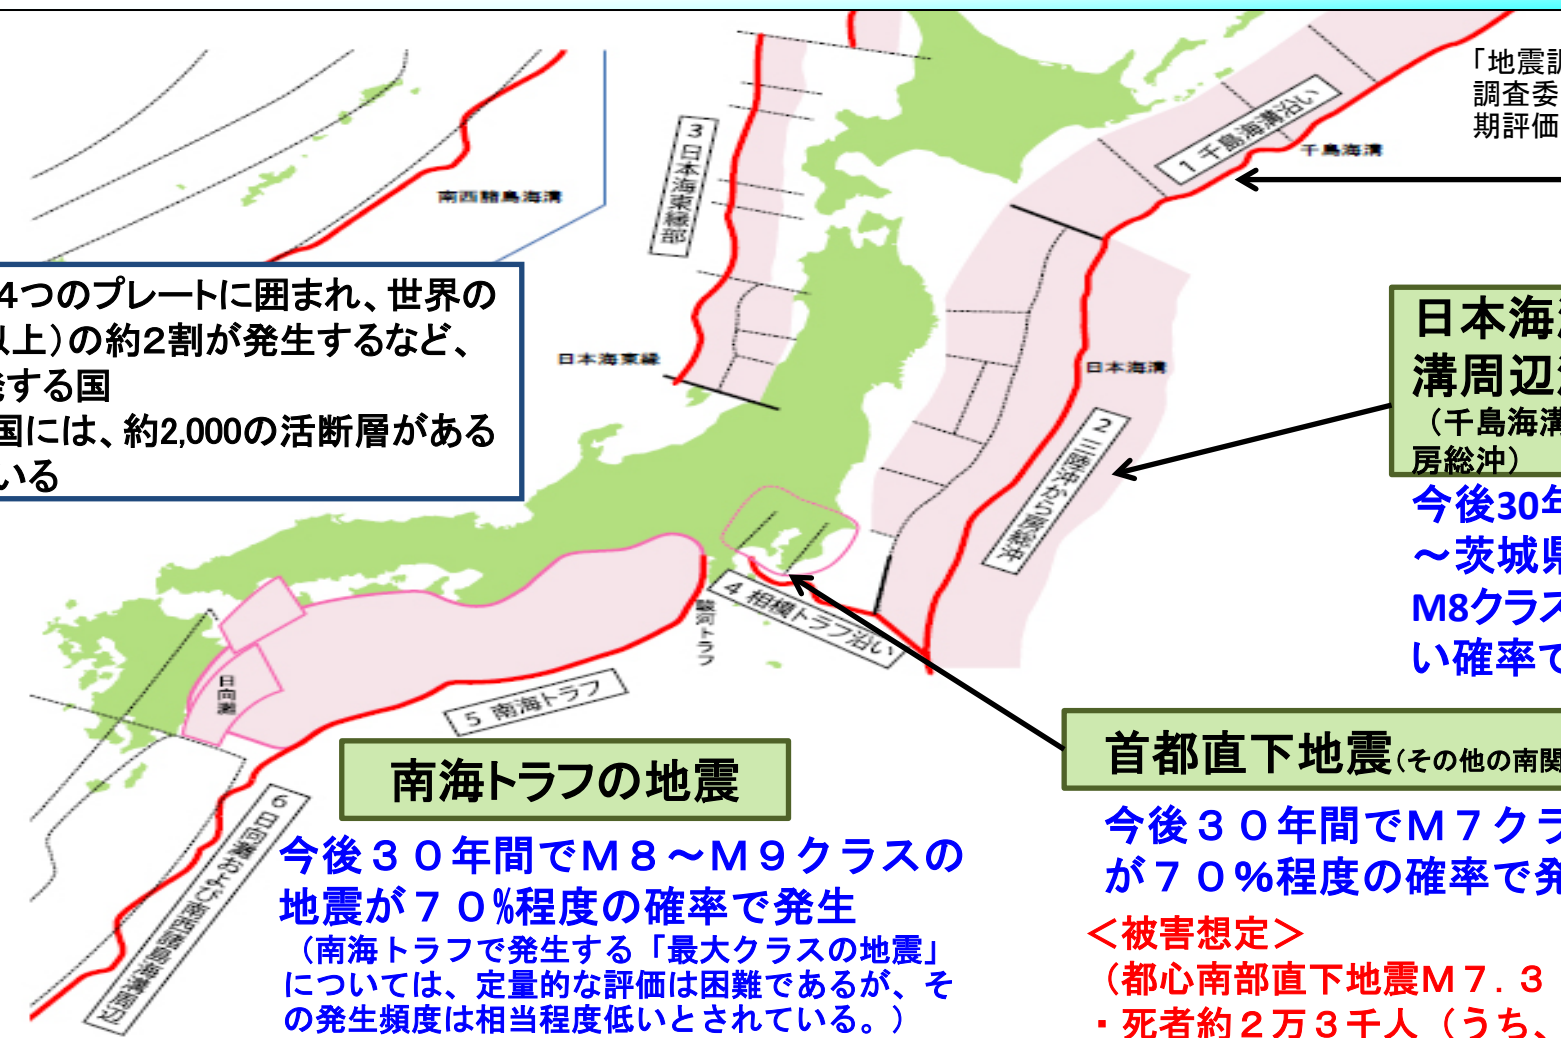 「地震調
調査委
期評価
1 千島海溝沿い
千島海溝
3 日本海東縁部
南西諸島海溝
4つのプレートに囲まれ、世界の
以上）の約２割が発生するなど、
する国
国には、約2,000の活断層がある
いる
日本海東縁
日本海溝
2 三陸沖から房総沖
日本海
溝周辺
（千島海溝
房総沖）
今後30年
～茨城県
M8クラス
い確率で
4 相模トラフ沿い
駿河トラフ
日向灘
5 南海トラフ
6 日向灘および南西諸島海溝周辺
南海トラフの地震
今後３０年間でＭ８～Ｍ９クラスの
地震が７０％程度の確率で発生
（南海トラフで発生する「最大クラスの地震」
については、定量的な評価は困難であるが、そ
の発生頻度は相当程度低いとされている。）
首都直下地震（その他の南関
今後３０年間でＭ７クラ
が７０％程度の確率で発
＜被害想定＞
（都心南部直下地震Ｍ７.３
・死者約２万３千人（うち、